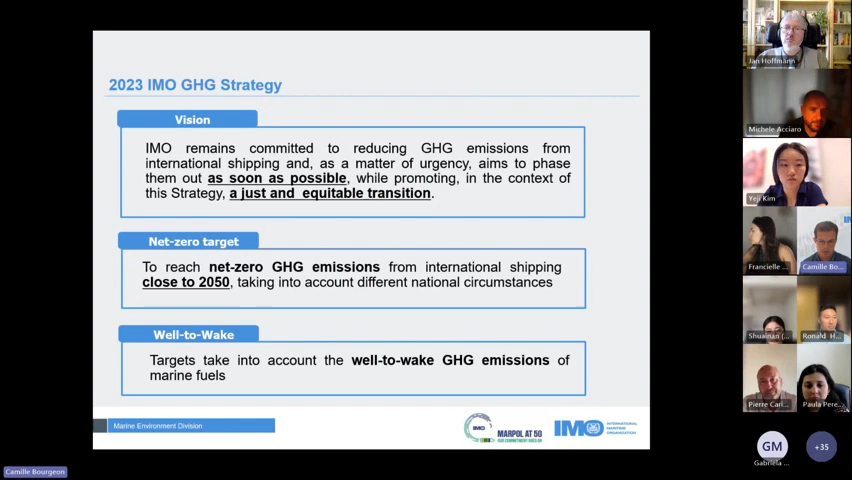 2023 IMO GHG Strategy
Vision
IMO remains committed to reducing GHG emissions from
international shipping and, as a matter of urgency, aims to phase
them out as soon as possible, while promoting, in the context of
this Strategy, a just and equitable transition.
Net-zero target
To reach net-zero GHG emissions from international shipping
close to 2050, taking into account different national circumstances
Well-to-Wake
Targets take into account the well-to-wake GHG emissions of
marine fuels
Marine Environment Division
IMO
MARPOL AT 50
IMO
INTERNATIONAL
MARITIME
ORGANIZATION
Jan Hoffmann
Michele Acciaro
Yeji Kim
Francielle ...
Camille Bo...
Shuainan (...
Ronald H...
Pierre Cari...
Paula Pere...
GM
+35
Gabriela ...
Camille Bourgeon